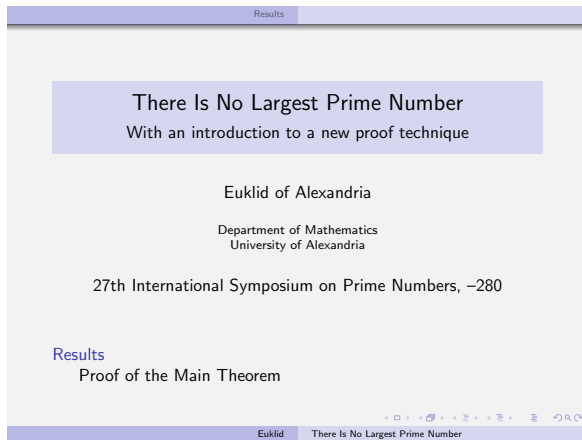 Results
There Is No Largest Prime Number
With an introduction to a new proof technique
Euklid of Alexandria
Department of Mathematics
University of Alexandria
27th International Symposium on Prime Numbers, –280
Results
Proof of the Main Theorem
Euklid There Is No Largest Prime Number